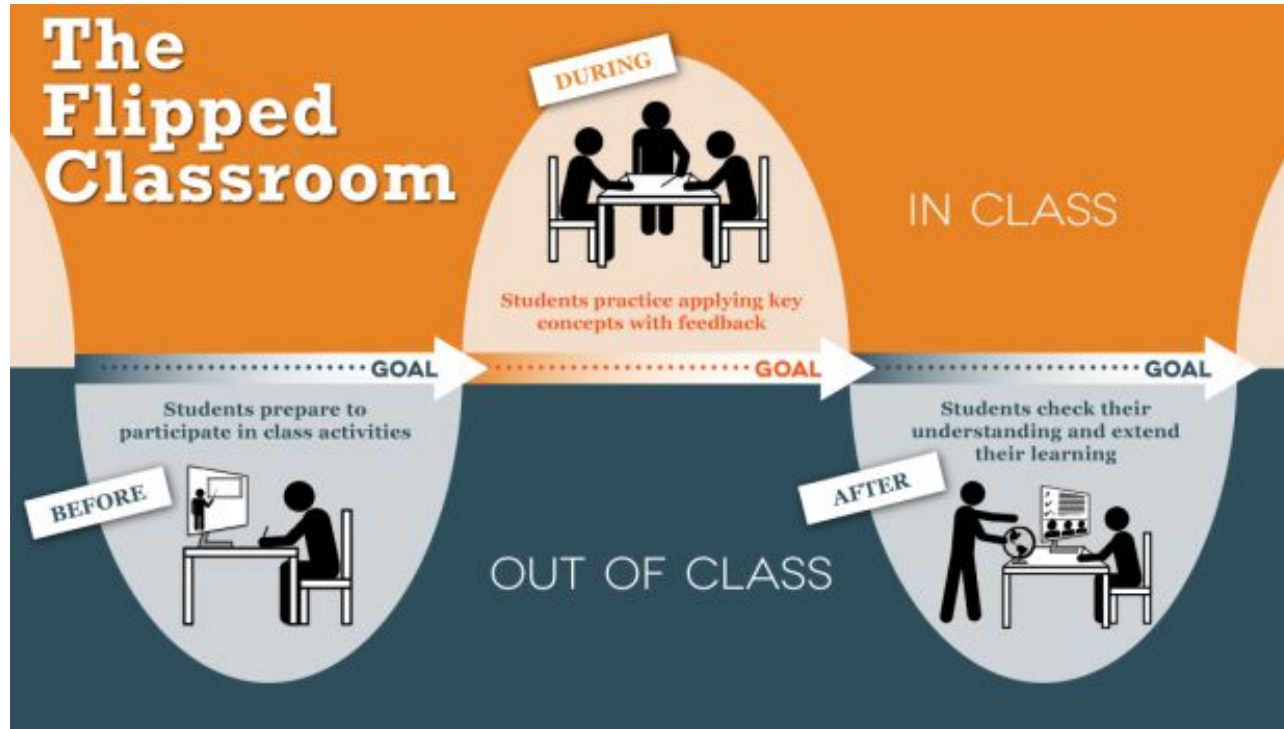 The
Flipped
Classroom
DURING
IN CLASS
Students practice applying key
concepts with feedback
GOAL
GOAL
GOAL
Students prepare to
participate in class activities
BEFORE
Students check their
understanding and extend
their learning
AFTER
OUT OF CLASS